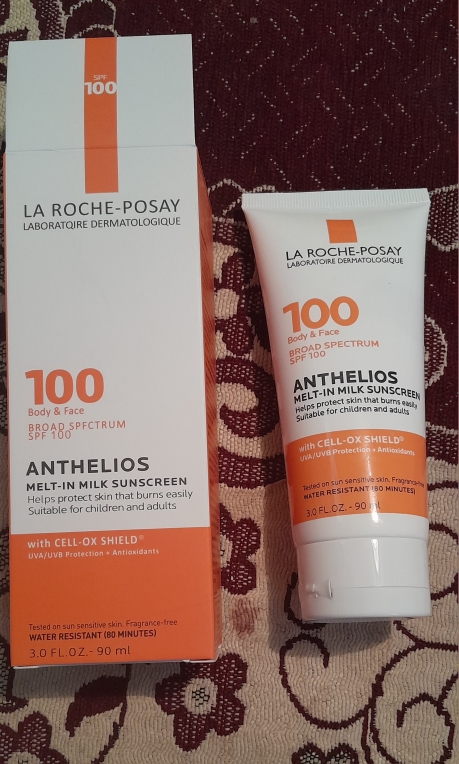 SPF
100
LA ROCHE-POSAY
LABORATQIRE DERMATOLOGIQUE
100
Body & Face
BROAD SPFCTRUM
SPF 100
ANTHELIOS
MELT-IN MILK SUNSCREEN
Helps protect skin that burns easily
Suitable for children and adults
with CELL-OX SHIELD®
UVA/UVB Protection + Antioxidants
Tested on sun sensitive skin. Fragrance-free.
WATER RESISTANT (80 MINUTES)
3.0 FL.OZ.- 90 ml
LA ROCHE-POSAY
LABORATOIRE DERMATOLOGIQUE
100
Body & Face
BROAD SPECTRUM
SPF 100
ANTHELIOS
MELT-IN MILK SUNSCREEN
Helps protect skin that burns easily
Suitable for children and adults
with CELL-OX SHIELD®
UVA/UVB Protection + Antioxidants
Tested on sun sensitive skin. Fragrance-free
WATER RESISTANT (80 MINUTES)
3.0 FL.OZ. - 90 ml